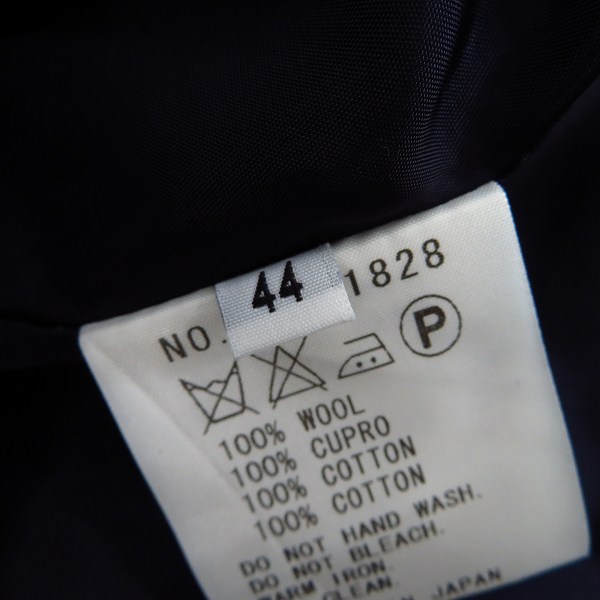 44
NO. 1828
P
100% WOOL
100% CUPRO
100% COTTON
100% COTTON
DO NOT HAND WASH.
DO NOT BLEACH.
WARM IRON.
CLEAN.
JAPAN